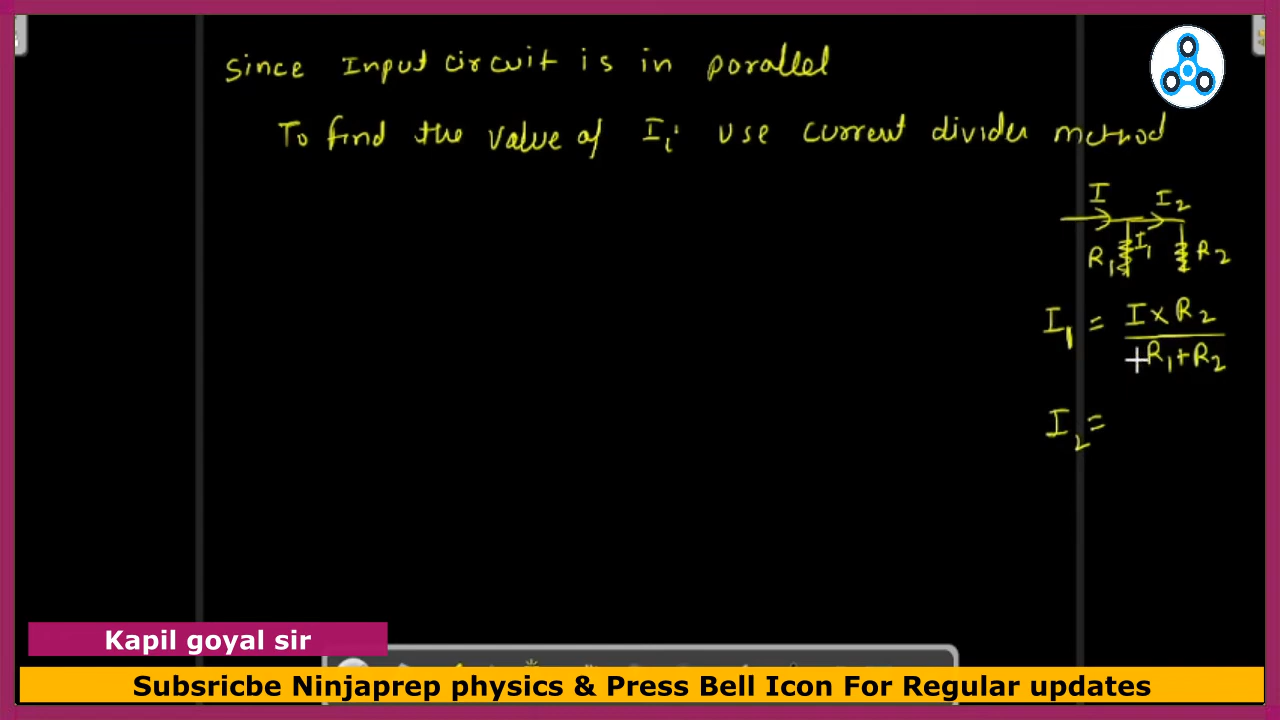 Since Input circuit is in parallel
To find the value of Ii use current divider method
I I2
R1 I1 R2
I1 = I × R2
R1 + R2
I2 =
Kapil goyal sir
Subsricbe Ninjaprep physics & Press Bell Icon For Regular updates